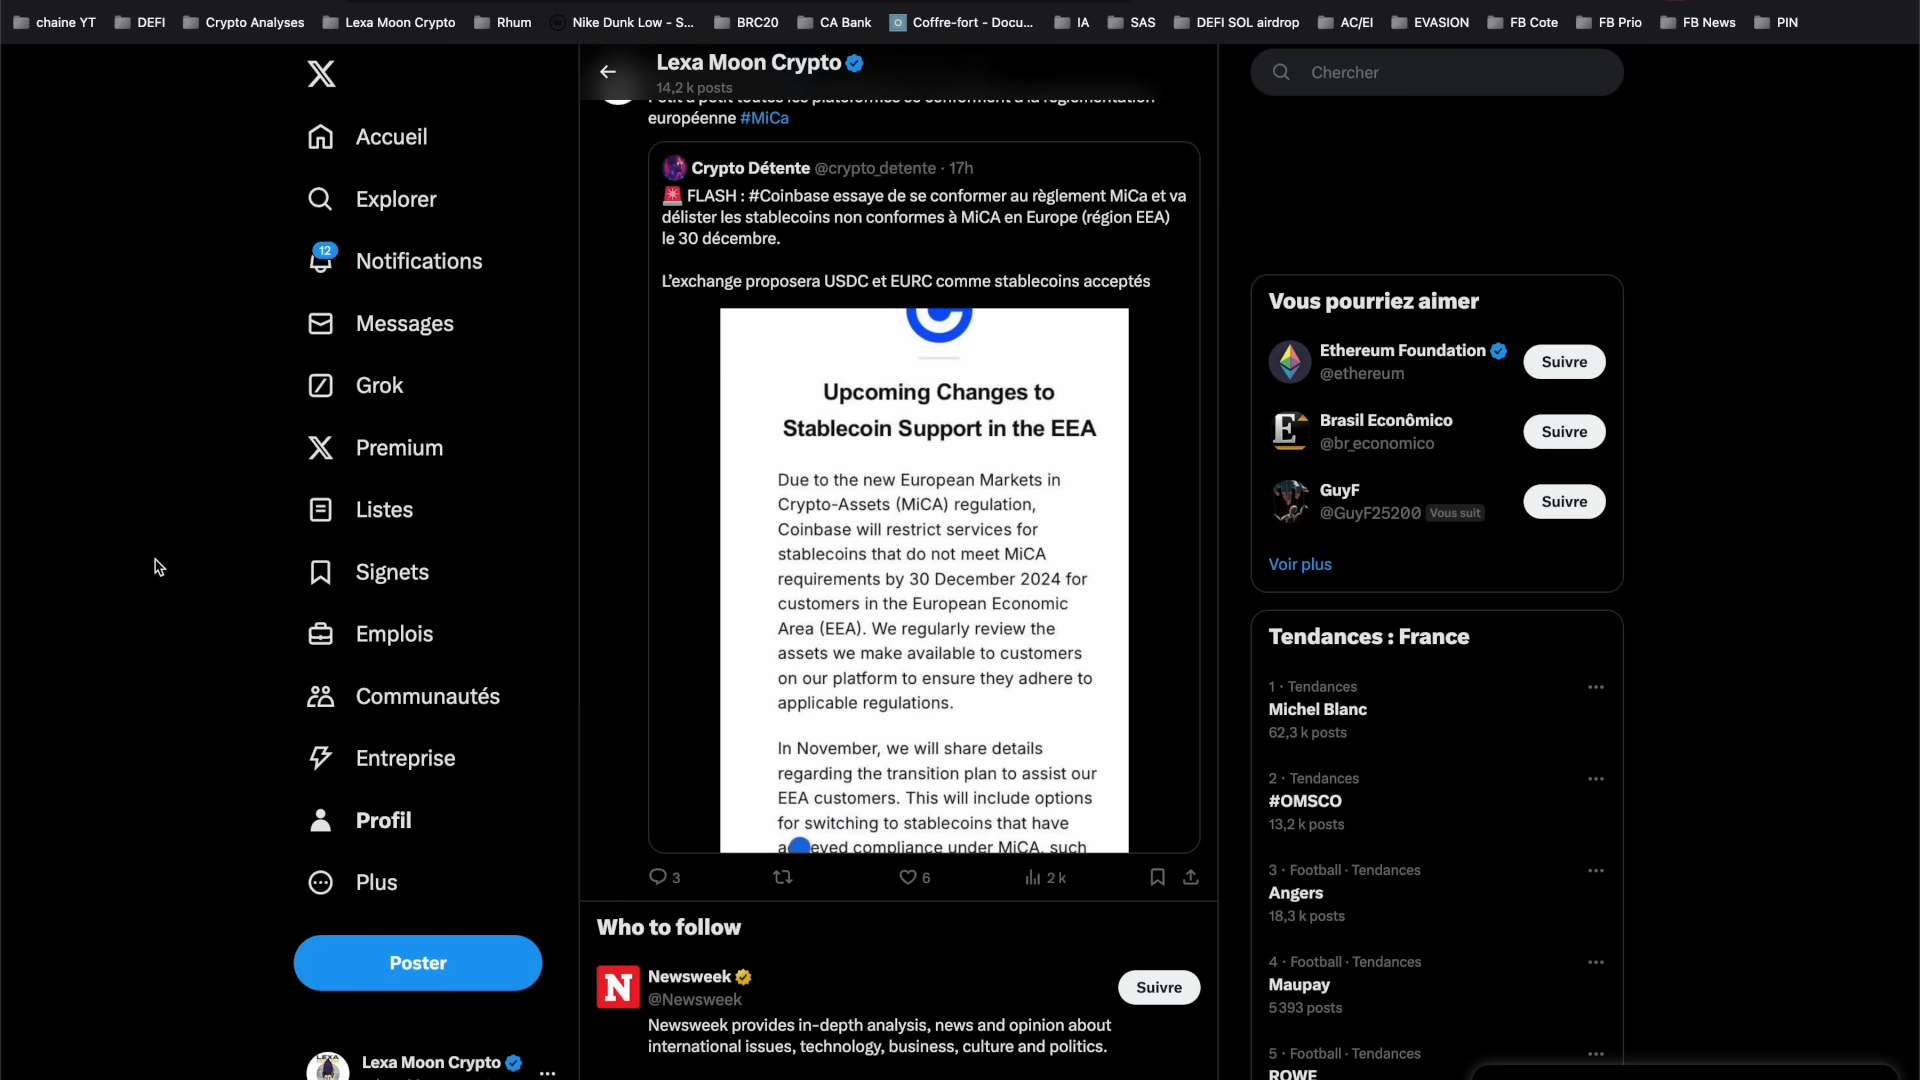 chaine YT
DEFI
Crypto Analyses
Lexa Moon Crypto
Rhum
Nike Dunk Low - S...
BRC20
CA Bank
Coffre-fort - Docu...
IA
SAS
DEFI SOL airdrop
AC/EI
EVASION
FB Cote
FB Prio
FB News
PIN
Accueil
Explorer
12
Notifications
Messages
Grok
Premium
Listes
Signets
Emplois
Communautés
Entreprise
Profil
Plus
Poster
Lexa Moon Crypto
Lexa Moon Crypto
14,2 k posts
Petit à petit toutes les plateformes se conforment à la réglementation
européenne #MiCa
Crypto Détente @crypto_detente · 17h
FLASH : #Coinbase essaye de se conformer au règlement MiCa et va
délister les stablecoins non conformes à MiCA en Europe (région EEA)
le 30 décembre.
L'exchange proposera USDC et EURC comme stablecoins acceptés
Upcoming Changes to
Stablecoin Support in the EEA
Due to the new European Markets in
Crypto-Assets (MiCA) regulation,
Coinbase will restrict services for
stablecoins that do not meet MiCA
requirements by 30 December 2024 for
customers in the European Economic
Area (EEA). We regularly review the
assets we make available to customers
on our platform to ensure they adhere to
applicable regulations.
In November, we will share details
regarding the transition plan to assist our
EEA customers. This will include options
for switching to stablecoins that have
compliance under MiCA, such
3
6
2 k
Who to follow
N
Newsweek
@Newsweek
Suivre
Newsweek provides in-depth analysis, news and opinion about
international issues, technology, business, culture and politics.
Chercher
Vous pourriez aimer
Ethereum Foundation
@ethereum
Suivre
E
Brasil Econômico
@br_economico
Suivre
GuyF
@GuyF25200 Vous suit
Suivre
Voir plus
Tendances : France
1 · Tendances
Michel Blanc
62,3 k posts
2 · Tendances
#OMSCO
13,2 k posts
3 · Football · Tendances
Angers
18,3 k posts
4 · Football · Tendances
Maupay
5 393 posts
5 · Football · Tendances
ROWE